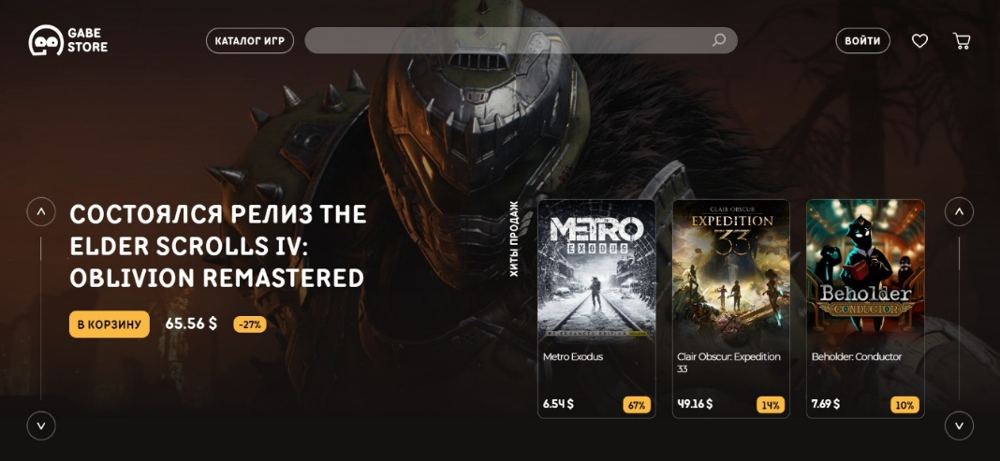 GABE
STORE
КАТАЛОГ ИГР
ВОЙТИ
СОСТОЯЛСЯ РЕЛИЗ THE
ELDER SCROLLS IV:
OBLIVION REMASTERED
В КОРЗИНУ
65.56 $
-27%
ХИТЫ ПРОДАЖ
METRO
EXODUS
Metro Exodus
6.54 $
67%
CLAIR OBSCUR
EXPEDITION
33
Clair Obscur: Expedition
33
49.16 $
14%
Beholder
CONDUCTOR
Beholder: Conductor
7.69 $
10%